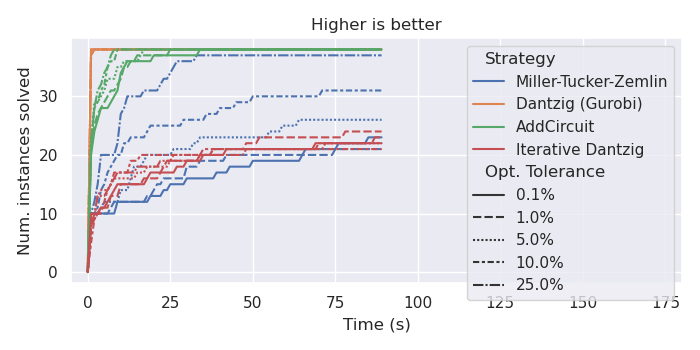 Higher is better
Num. instances solved
30
20
10
0
0
25
50
75
100
125
150
175
Time (s)
Strategy
Miller-Tucker-Zemlin
Dantzig (Gurobi)
AddCircuit
Iterative Dantzig
Opt. Tolerance
0.1%
1.0%
5.0%
10.0%
25.0%